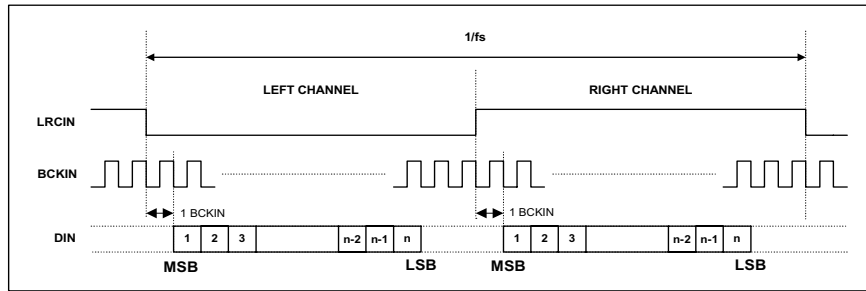 1/fs
LEFT CHANNEL RIGHT CHANNEL
LRCIN
BCKIN
1 BCKIN 1 BCKIN
DIN 1 2 3 n-2 n-1 n 1 2 3 n-2 n-1 n
MSB LSB MSB LSB